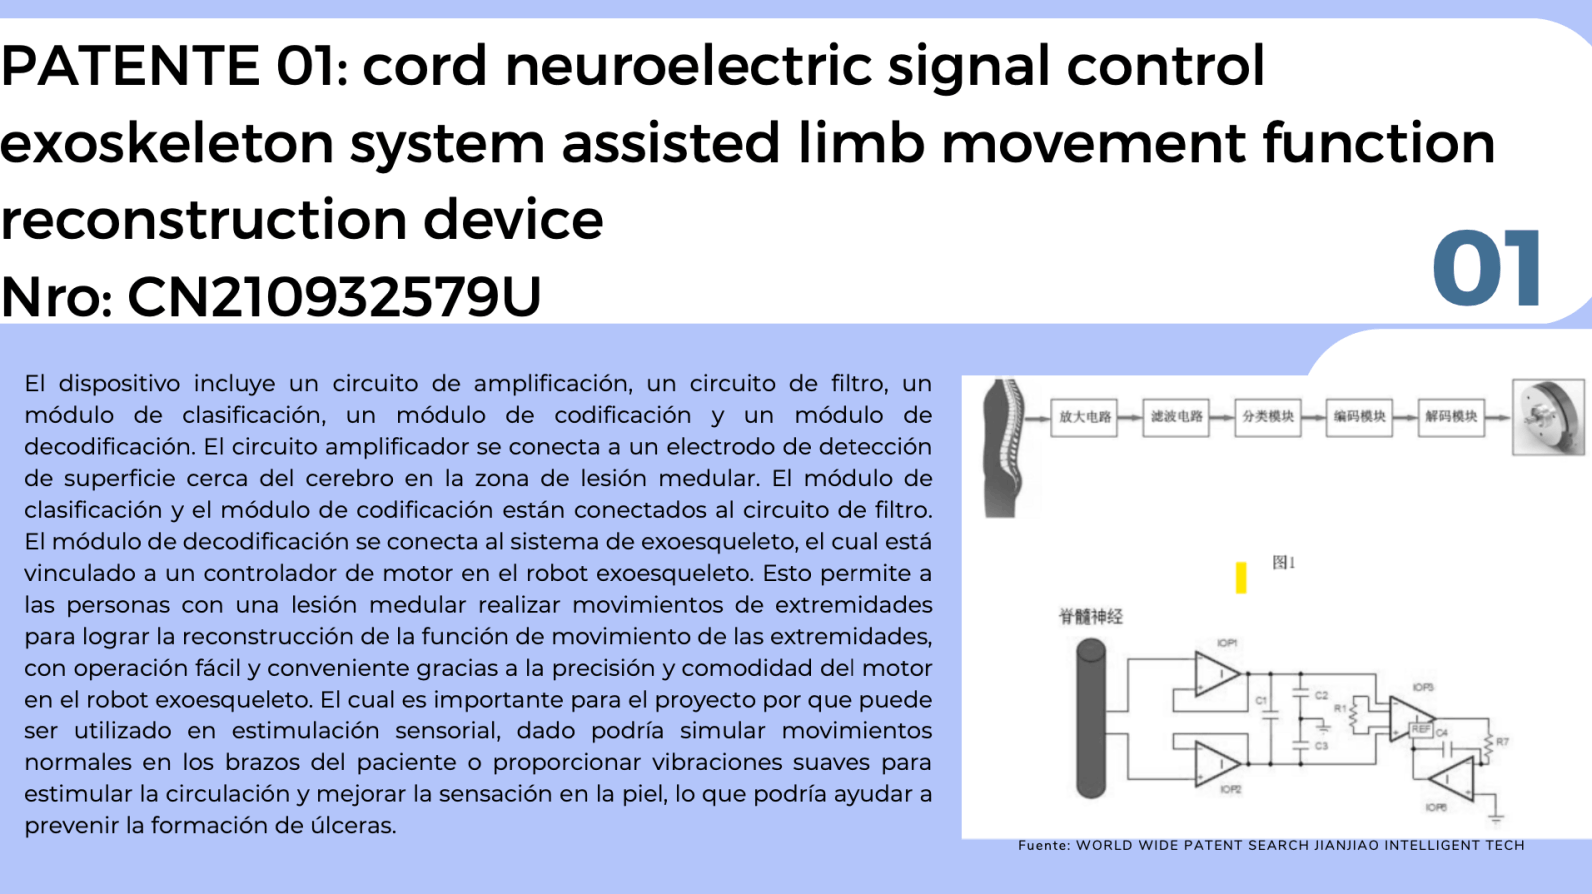 PATENTE 01: cord neuroelectric signal control
exoskeleton system assisted limb movement function
reconstruction device
Nro: CN210932579U
01
El dispositivo incluye un circuito de amplificación, un circuito de filtro, un
módulo de clasificación, un módulo de codificación y un módulo de
decodificación. El circuito amplificador se conecta a un electrodo de detección
de superficie cerca del cerebro en la zona de lesión medular. El módulo de
clasificación y el módulo de codificación están conectados al circuito de filtro.
El módulo de decodificación se conecta al sistema de exoesqueleto, el cual está
vinculado a un controlador de motor en el robot exoesqueleto. Esto permite a
las personas con una lesión medular realizar movimientos de extremidades
para lograr la reconstrucción de la función de movimiento de las extremidades,
con operación fácil y conveniente gracias a la precisión y comodidad del motor
en el robot exoesqueleto. El cual es importante para el proyecto por que puede
ser utilizado en estimulación sensorial, dado podría simular movimientos
normales en los brazos del paciente o proporcionar vibraciones suaves para
estimular la circulación y mejorar la sensación en la piel, lo que podría ayudar a
prevenir la formación de úlceras.
放大电路 滤波电路 分类模块 编码模块 解码模块
图1
脊髓神经
IOP1
C1
C2
R1
IOP3
REF
C4
C3
R7
IOP2
IOP6
Fuente: WORLD WIDE PATENT SEARCH JIANJIAO INTELLIGENT TECH